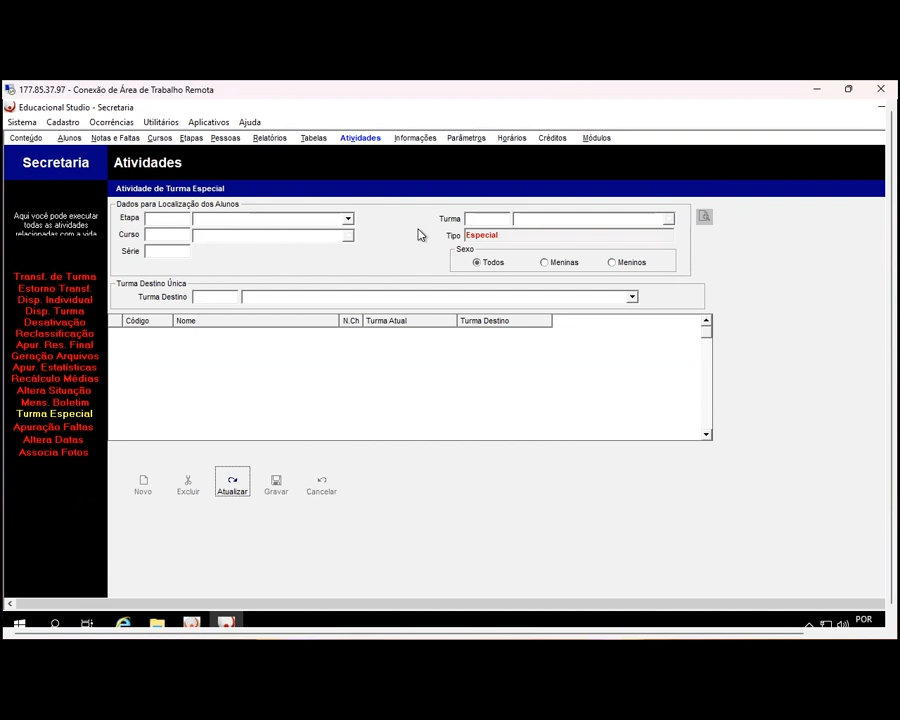 177.85.37.97 - Conexão de Área de Trabalho Remota
Educacional Studio - Secretaria
Sistema Cadastro Ocorrências Utilitários Aplicativos Ajuda
Conteúdo Alunos Notas e Faltas Cursos Etapas Pessoas Relatórios Tabelas Atividades Informações Parâmetros Horários Créditos Módulos
Secretaria
Atividades
Atividade de Turma Especial
Aqui você pode executar
todas as atividades
relacionadas com a vida
Transf. de Turma
Estorno Transf.
Disp. Individual
Disp. Turma
Desativação
Reclassificação
Apur. Res. Final
Geração Arquivos
Apur. Estatísticas
Recálculo Médias
Altera Situação
Mens. Boletim
Turma Especial
Apuração Faltas
Altera Datas
Associa Fotos
Dados para Localização dos Alunos
Etapa
Turma
Curso
Tipo Especial
Série
Sexo
Todos Meninas Meninos
Turma Destino Única
Turma Destino
Código Nome N.Ch Turma Atual Turma Destino
Novo Excluir Atualizar Gravar Cancelar
POR